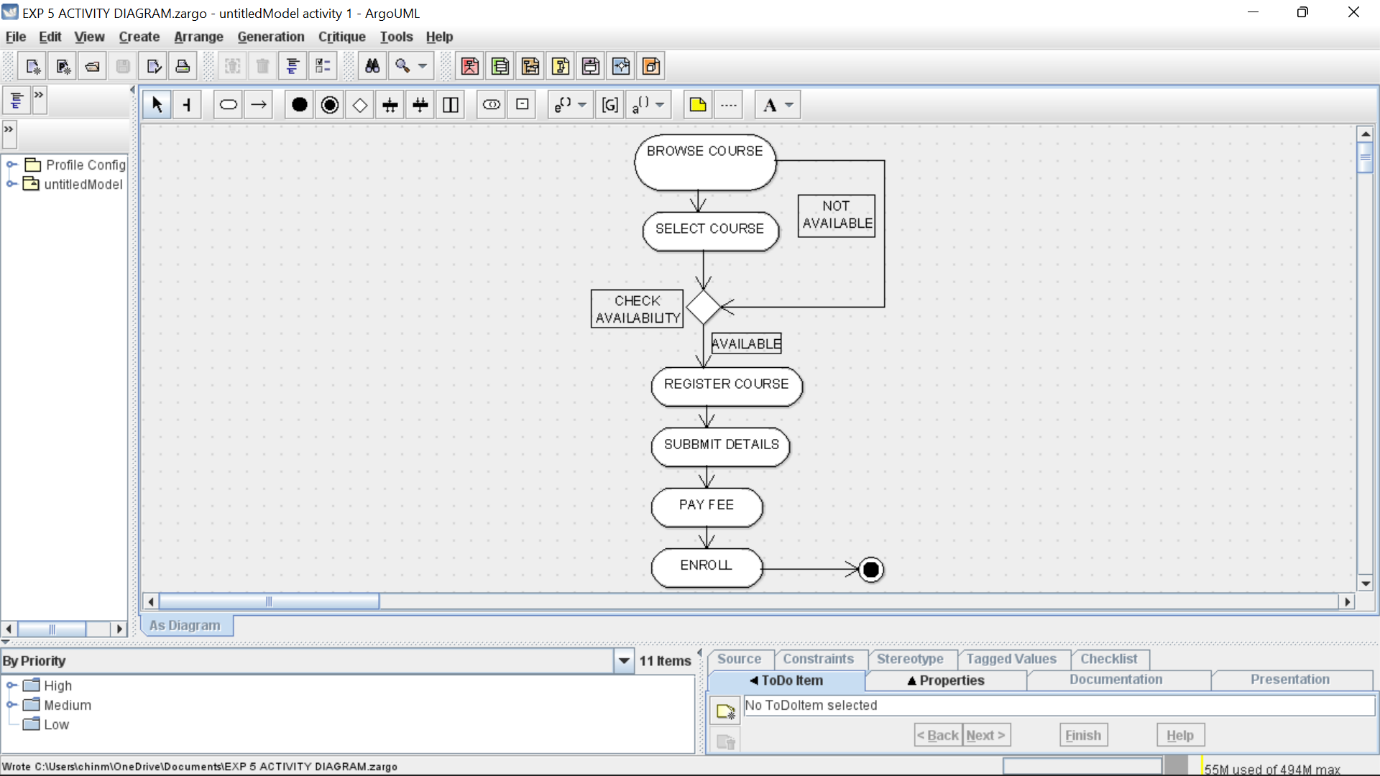 EXP 5 ACTIVITY DIAGRAM.zargo - untitledModel activity 1 - ArgoUML
File Edit View Create Arrange Generation Critique Tools Help
e() [G] a() A
Profile Config
untitledModel
BROWSE COURSE
SELECT COURSE
NOT
AVAILABLE
CHECK
AVAILABILITY
AVAILABLE
REGISTER COURSE
SUBBMIT DETAILS
PAY FEE
ENROLL
As Diagram
By Priority
11 Items
High
Medium
Low
Source Constraints Stereotype Tagged Values Checklist
ToDo Item Properties Documentation Presentation
No ToDoItem selected
< Back Next > Finish Help
Wrote C:\Users\chinm\OneDrive\Documents\EXP 5 ACTIVITY DIAGRAM.zargo
55M used of 494M max